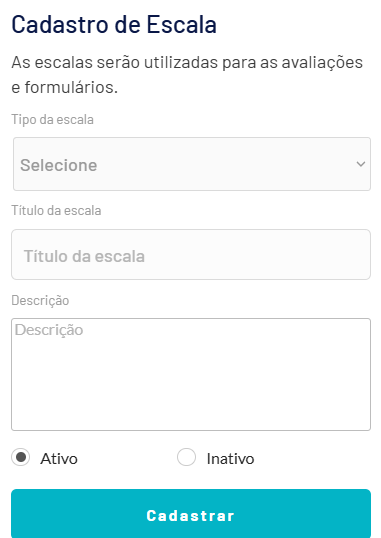 Cadastro de Escala
As escalas serão utilizadas para as avaliações
e formulários.
Tipo da escala
Selecione
Título da escala
Título da escala
Descrição
Descrição
Ativo Inativo
Cadastrar